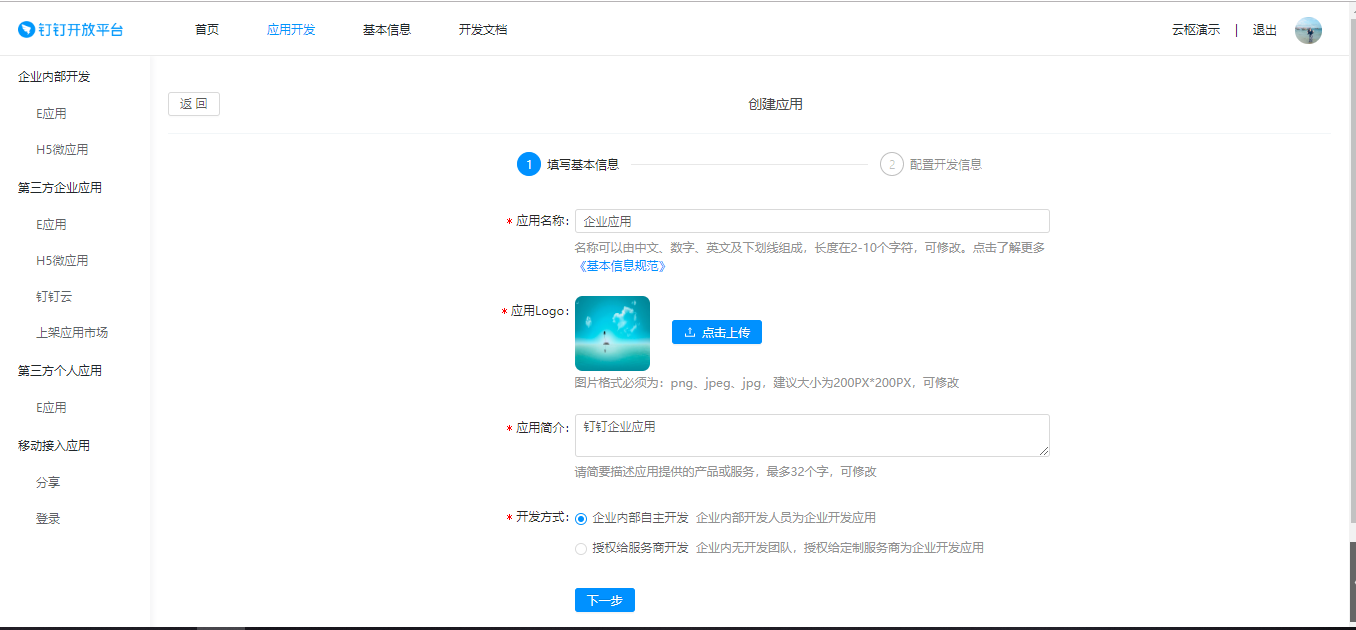 钉钉开放平台 首页 应用开发 基本信息 开发文档 云枢演示 | 退出
企业内部开发
E应用
H5微应用
第三方企业应用
E应用
H5微应用
钉钉云
上架应用市场
第三方个人应用
E应用
移动接入应用
分享
登录
返 回
创建应用
1 填写基本信息
2 配置开发信息
* 应用名称: 企业应用
名称可以由中文、数字、英文及下划线组成，长度在2-10个字符，可修改。点击了解更多
《基本信息规范》
* 应用Logo:
点击上传
图片格式必须为：png、jpeg、jpg，建议大小为200PX*200PX，可修改
* 应用简介: 钉钉企业应用
请简要描述应用提供的产品或服务，最多32个字，可修改
* 开发方式: 企业内部自主开发 企业内部开发人员为企业开发应用
授权给服务商开发 企业内无开发团队，授权给定制服务商为企业开发应用
下一步